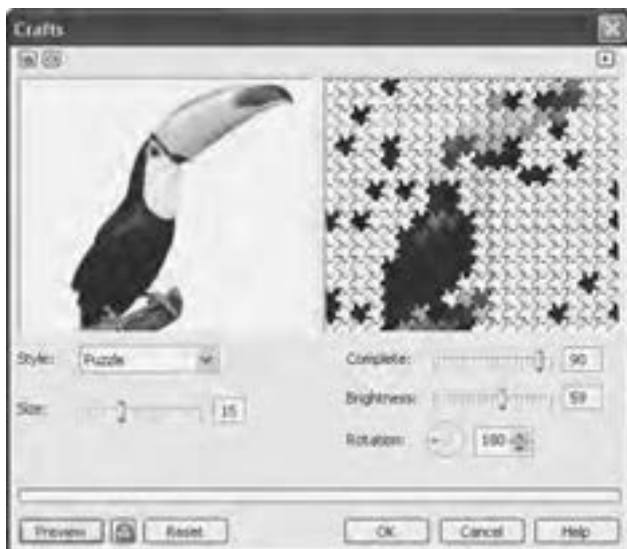 Crafts
Style: Puzzle
Complete: 90
Size: 15
Brightness: 59
Rotation: 180
Preview Reset OK Cancel Help